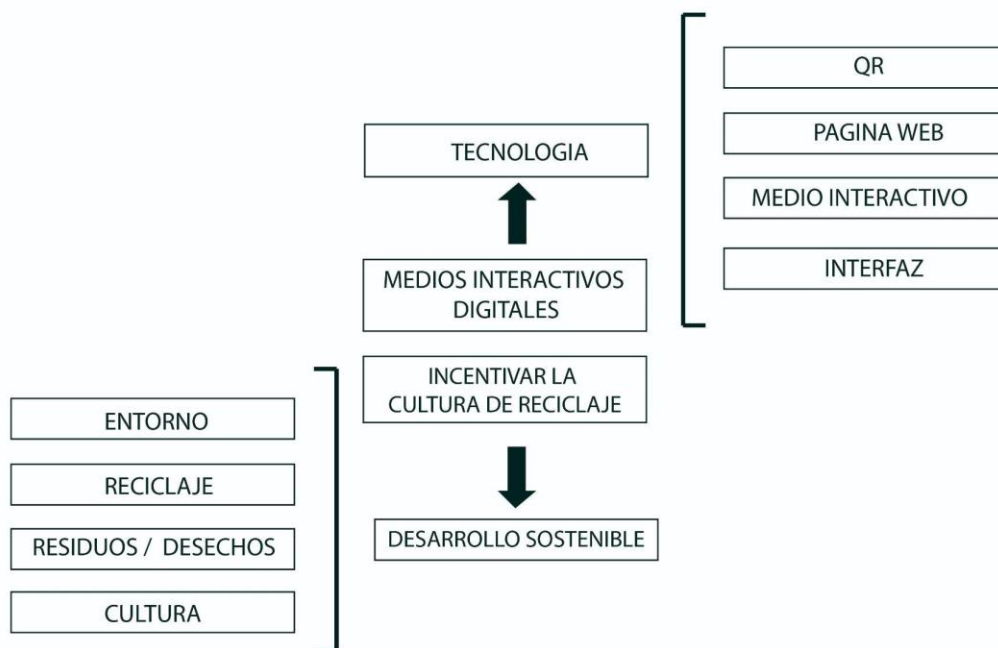 QR
PAGINA WEB
MEDIO INTERACTIVO
INTERFAZ
TECNOLOGIA
MEDIOS INTERACTIVOS
DIGITALES
INCENTIVAR LA
CULTURA DE RECICLAJE
DESARROLLO SOSTENIBLE
ENTORNO
RECICLAJE
RESIDUOS / DESECHOS
CULTURA